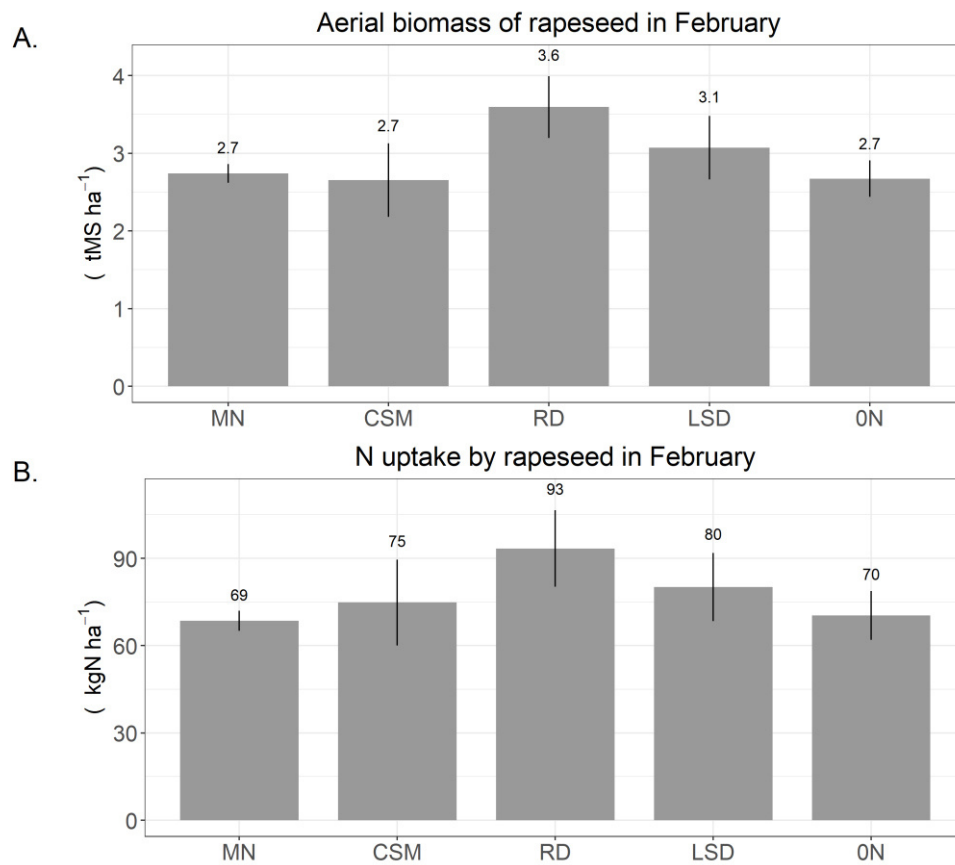 A.
Aerial biomass of rapeseed in February
( tMS ha⁻¹)
4
3
2
1
0
2.7
2.7
3.6
3.1
2.7
MN CSM RD LSD 0N
B.
N uptake by rapeseed in February
( kgN ha⁻¹)
90
60
30
0
69
75
93
80
70
MN CSM RD LSD 0N